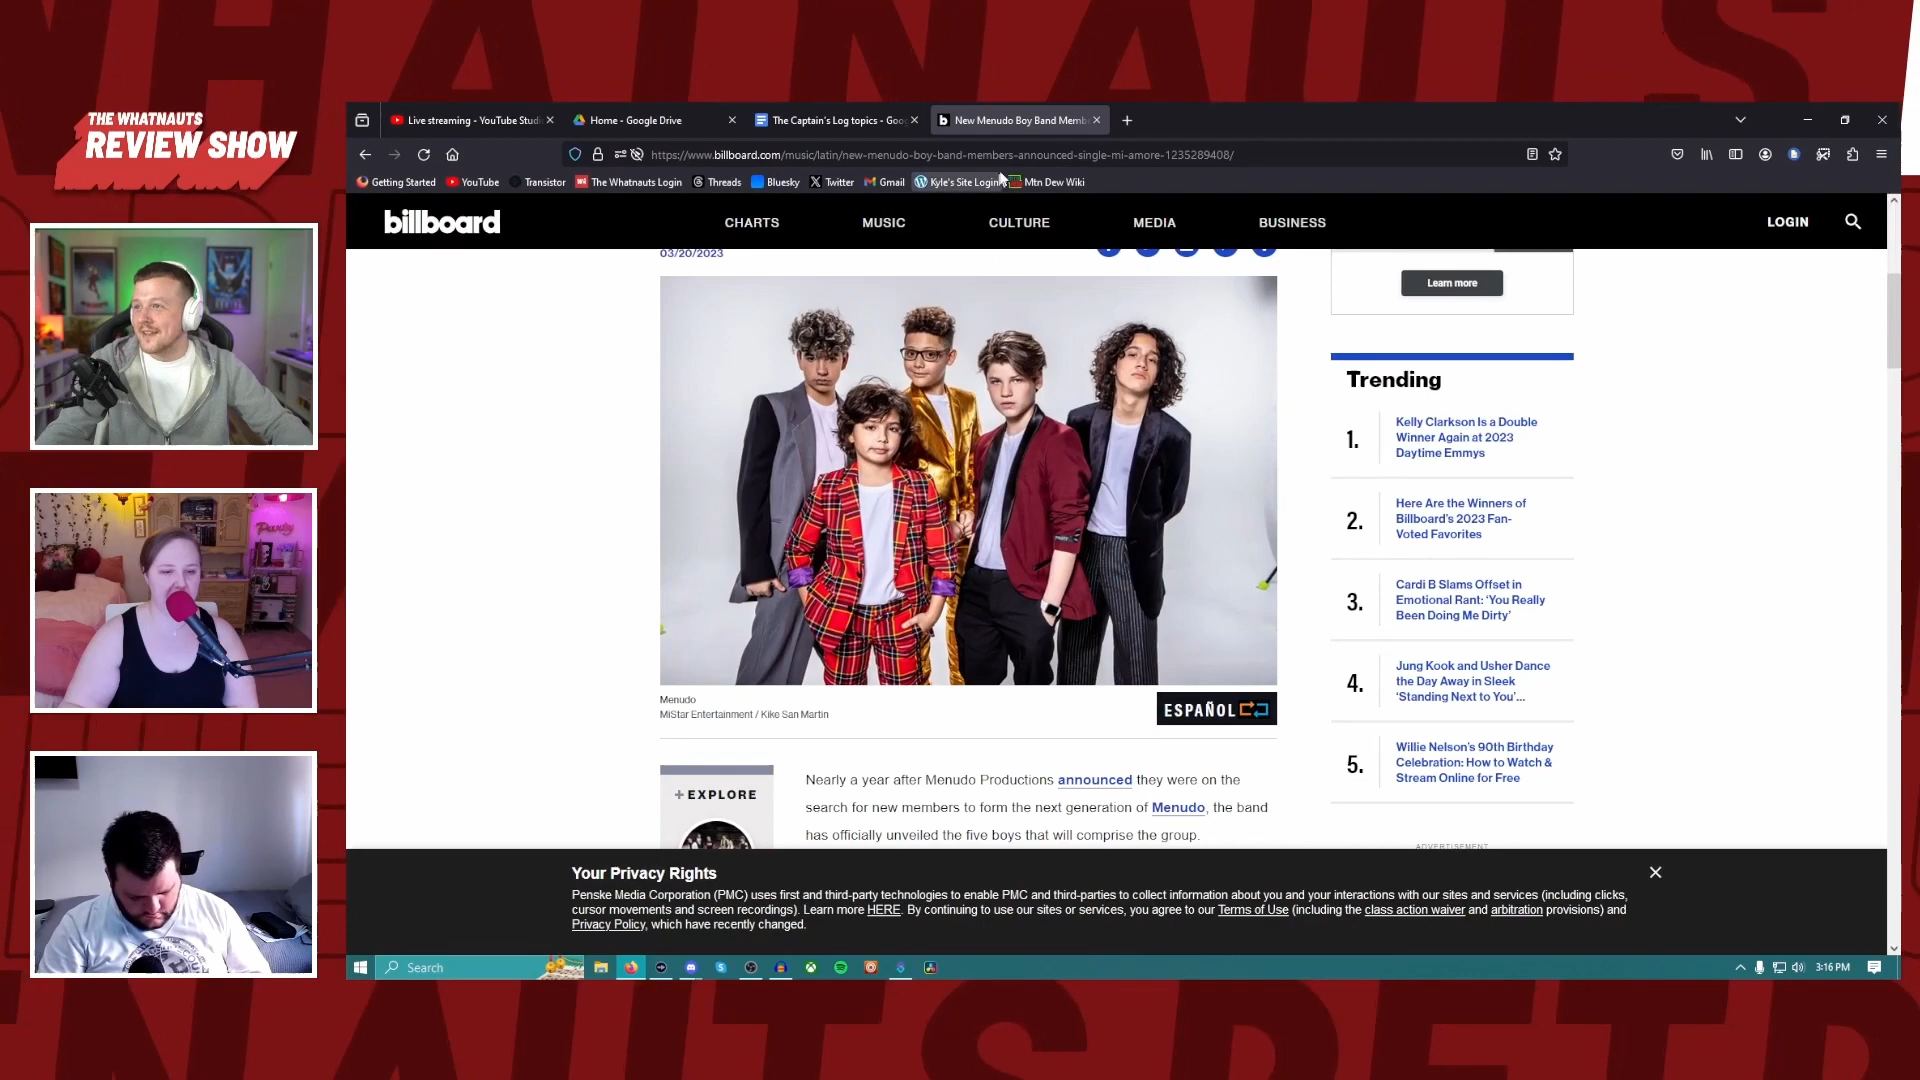 THE WHATNAUTS
REVIEW SHOW
Live streaming - YouTube Studi
Home - Google Drive
The Captain's Log topics - Goo
New Menudo Boy Band Memb
https://www.billboard.com/music/latin/new-menudo-boy-band-members-announced-single-mi-amore-1235289408/
Getting Started
YouTube
Transistor
The Whatnauts Login
Threads
Bluesky
Twitter
Gmail
Kyle's Site Login
Mtn Dew Wiki
billboard
CHARTS
MUSIC
CULTURE
MEDIA
BUSINESS
LOGIN
03/20/2023
Learn more
Trending
1.
Kelly Clarkson Is a Double
Winner Again at 2023
Daytime Emmys
2.
Here Are the Winners of
Billboard's 2023 Fan-
Voted Favorites
3.
Cardi B Slams Offset in
Emotional Rant: 'You Really
Been Doing Me Dirty'
4.
Jung Kook and Usher Dance
the Day Away in Sleek
'Standing Next to You'...
5.
Willie Nelson's 90th Birthday
Celebration: How to Watch &
Stream Online for Free
ADVERTISEMENT
Menudo
MiStar Entertainment / Kike San Martin
ESPAÑOL
+EXPLORE
Nearly a year after Menudo Productions announced they were on the
search for new members to form the next generation of Menudo, the band
has officially unveiled the five boys that will comprise the group.
Your Privacy Rights
Penske Media Corporation (PMC) uses first and third-party technologies to enable PMC and third-parties to collect information about you and your interactions with our sites and services (including clicks,
cursor movements and screen recordings). Learn more HERE. By continuing to use our sites or services, you agree to our Terms of Use (including the class action waiver and arbitration provisions) and
Privacy Policy, which have recently changed.
Search
3:16 PM